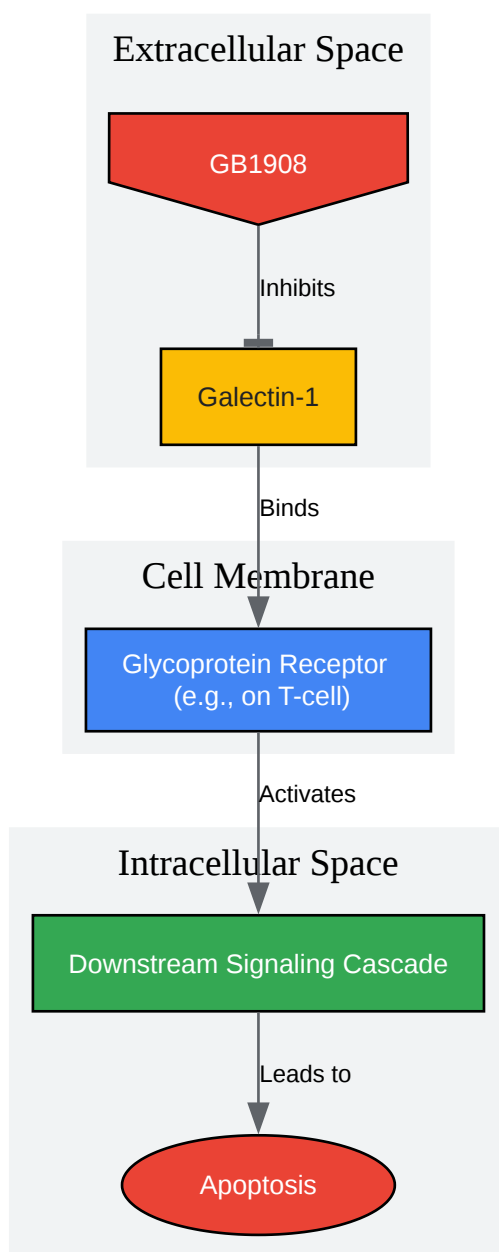 Extracellular Space
GB1908
Inhibits
Galectin-1
Binds
Cell Membrane
Glycoprotein Receptor
(e.g., on T-cell)
Activates
Intracellular Space
Downstream Signaling Cascade
Leads to
Apoptosis